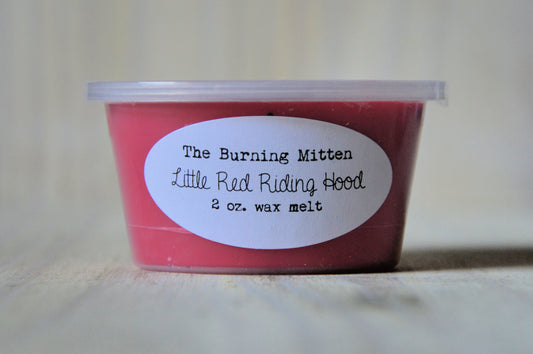 The Burning Mitten
Little Red Riding Hood
2 oz. wax melt